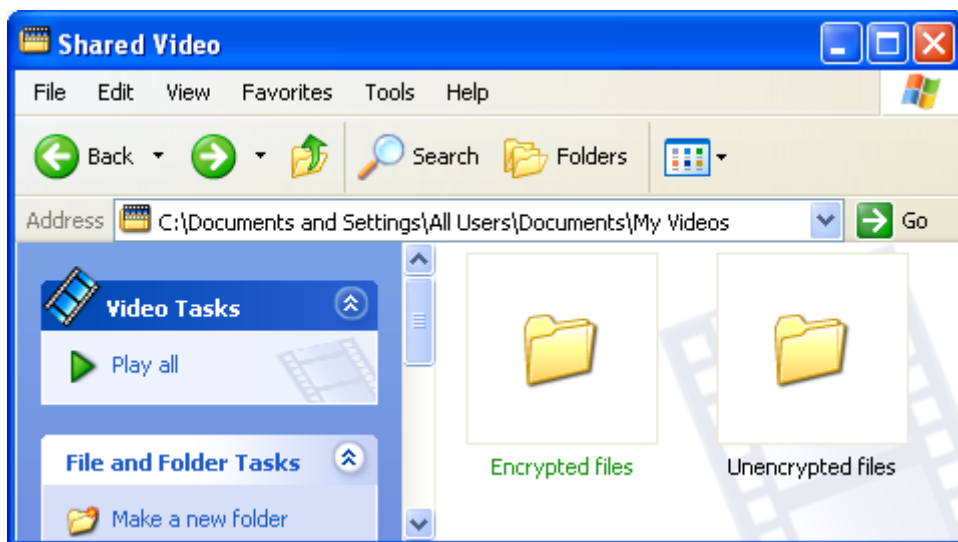 Shared Video
File Edit View Favorites Tools Help
Back Search Folders
Address C:\Documents and Settings\All Users\Documents\My Videos Go
Video Tasks
Play all
File and Folder Tasks
Make a new folder
Encrypted files Unencrypted files